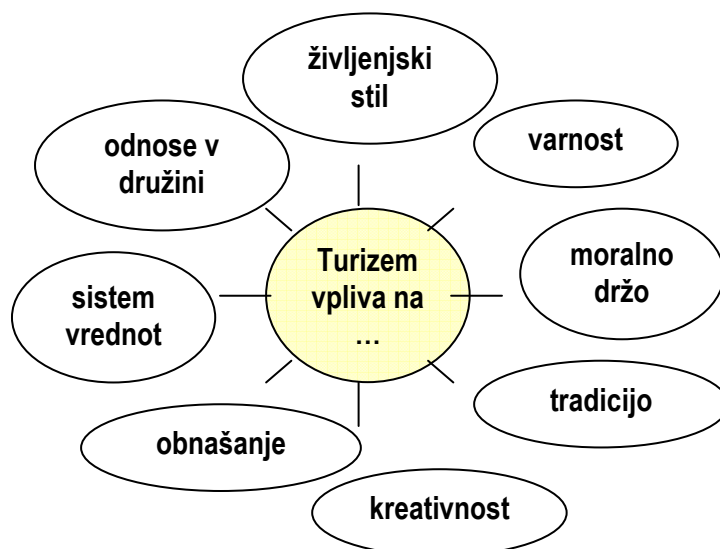 življenjski
stil
varnost
odnose v
družini
moralno
držo
Turizem
vpliva na
…
sistem
vrednot
tradicijo
obnašanje
kreativnost